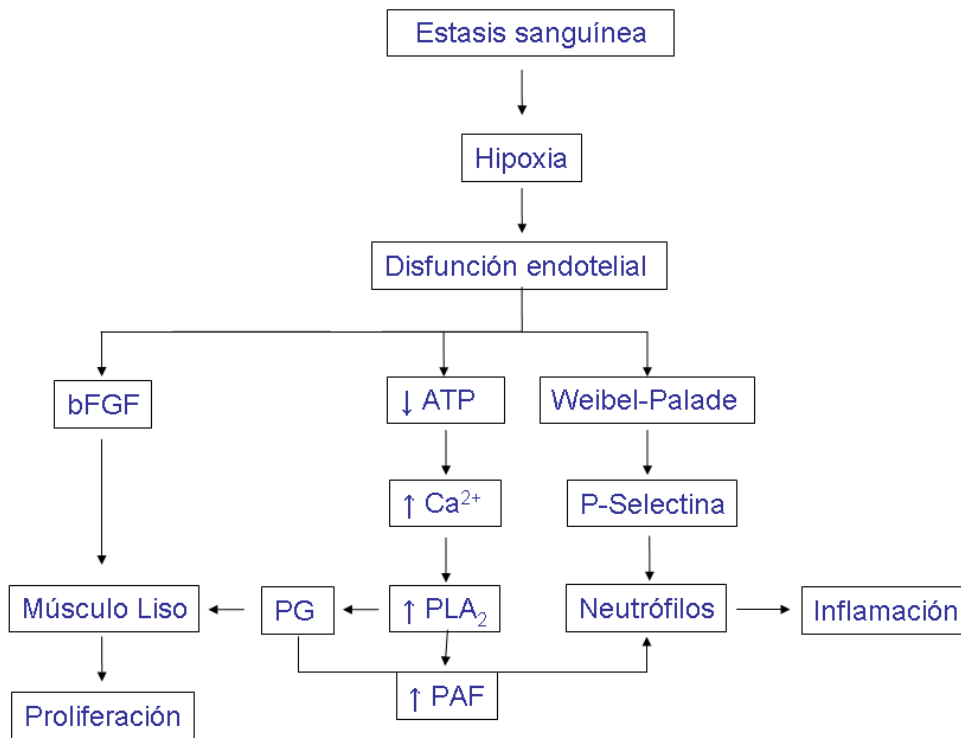 Estasis sanguínea
Hipoxia
Disfunción endotelial
bFGF
↓ ATP
Weibel-Palade
↑ Ca²⁺
P-Selectina
Músculo Liso
PG
↑ PLA₂
Neutrófilos
Inflamación
↑ PAF
Proliferación